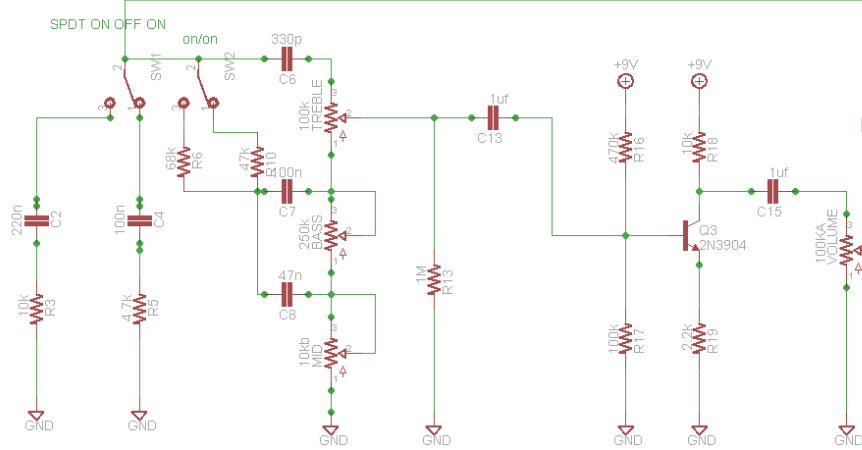 SPDT ON OFF ON
on/on
330p
C6
2
SW1
2
SW2
3
1
3
1
3
100k
TREBLE
2
1
1uf
C13
+9V
+9V
470k
R16
10k
R18
1uf
C15
68k
R6
47k
R10
100n
C7
220n
C2
100n
C4
3
250k
BASS
2
1
Q3
2N3904
3
100KA
VOLUME
1
1M
R13
47n
C8
10k
R3
4.7k
R5
3
10kb
MID
2
1
100k
R17
2.2k
R19
GND
GND
GND
GND
GND
GND
GND